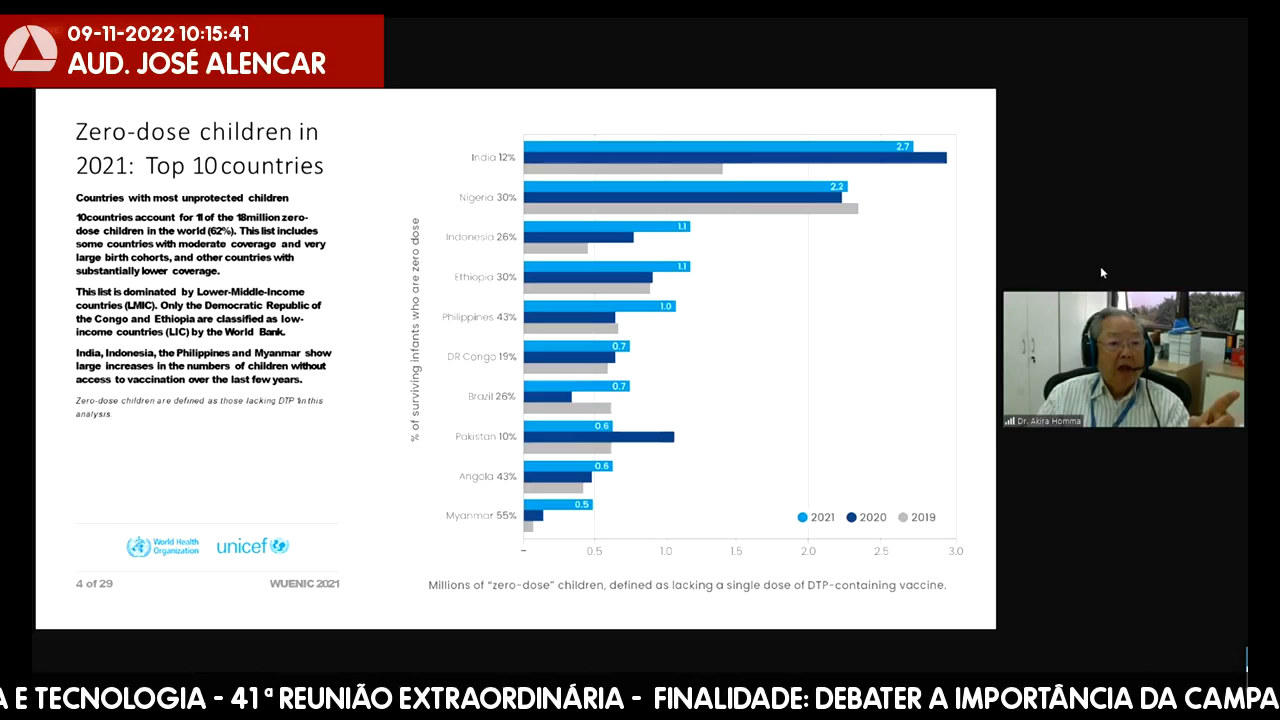 09-11-2022 10:15:41
AUD. JOSÉ ALENCAR
Zero-dose children in
2021: Top 10 countries
Countries with most unprotected children
10countries account for 11of the 18million zero-
dose children in the world (62%). This list includes
some countries with moderate coverage and very
large birth cohorts, and other countries with
substantially lower coverage.
This list is dominated by Lower-Middle-Income
countries (LMIC). Only the Democratic Republic of
the Congo and Ethiopia are classified as low-
income countries (LIC) by the World Bank.
India, Indonesia, the Philippines and Myanmar show
large increases in the numbers of children without
access to vaccination over the last few years.
Zero-dose children are defined as those lacking DTP 1in this
analysis.
World Health
Organization
unicef
4 of 29
WUENIC 2021
% of surviving infants who are zero dose
India 12%
2.7
Nigeria 30%
2.2
Indonesia 26%
1.1
Ethiopia 30%
1.1
Philippines 43%
1.0
DR Congo 19%
0.7
Brazil 26%
0.7
Pakistan 10%
0.6
Angola 43%
0.6
Myanmar 55%
0.5
2021 2020 2019
– 0.5 1.0 1.5 2.0 2.5 3.0
Millions of “zero-dose” children, defined as lacking a single dose of DTP-containing vaccine.
Dr. Akira Homma
A E TECNOLOGIA - 41ª REUNIÃO EXTRAORDINÁRIA - FINALIDADE: DEBATER A IMPORTÂNCIA DA CAMPA